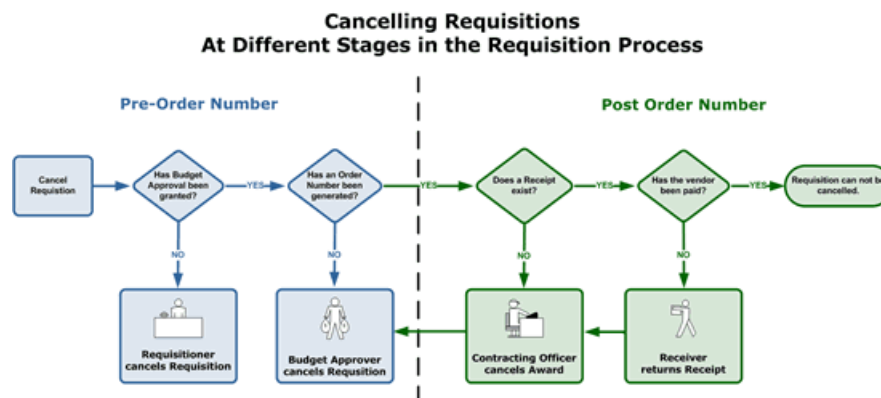 Cancelling Requisitions
At Different Stages in the Requisition Process
Pre-Order Number
Post Order Number
Cancel
Requistion
Has Budget
Approval been
granted?
YES
Has an Order
Number been
generated?
YES
Does a Receipt
exist?
YES
Has the vendor
been paid?
YES
Requisition can not be
cancelled.
NO
NO
NO
NO
Requisitioner
cancels Requisition
Budget Approver
cancels Requsition
Contracting Officer
cancels Award
Receiver
returns Receipt